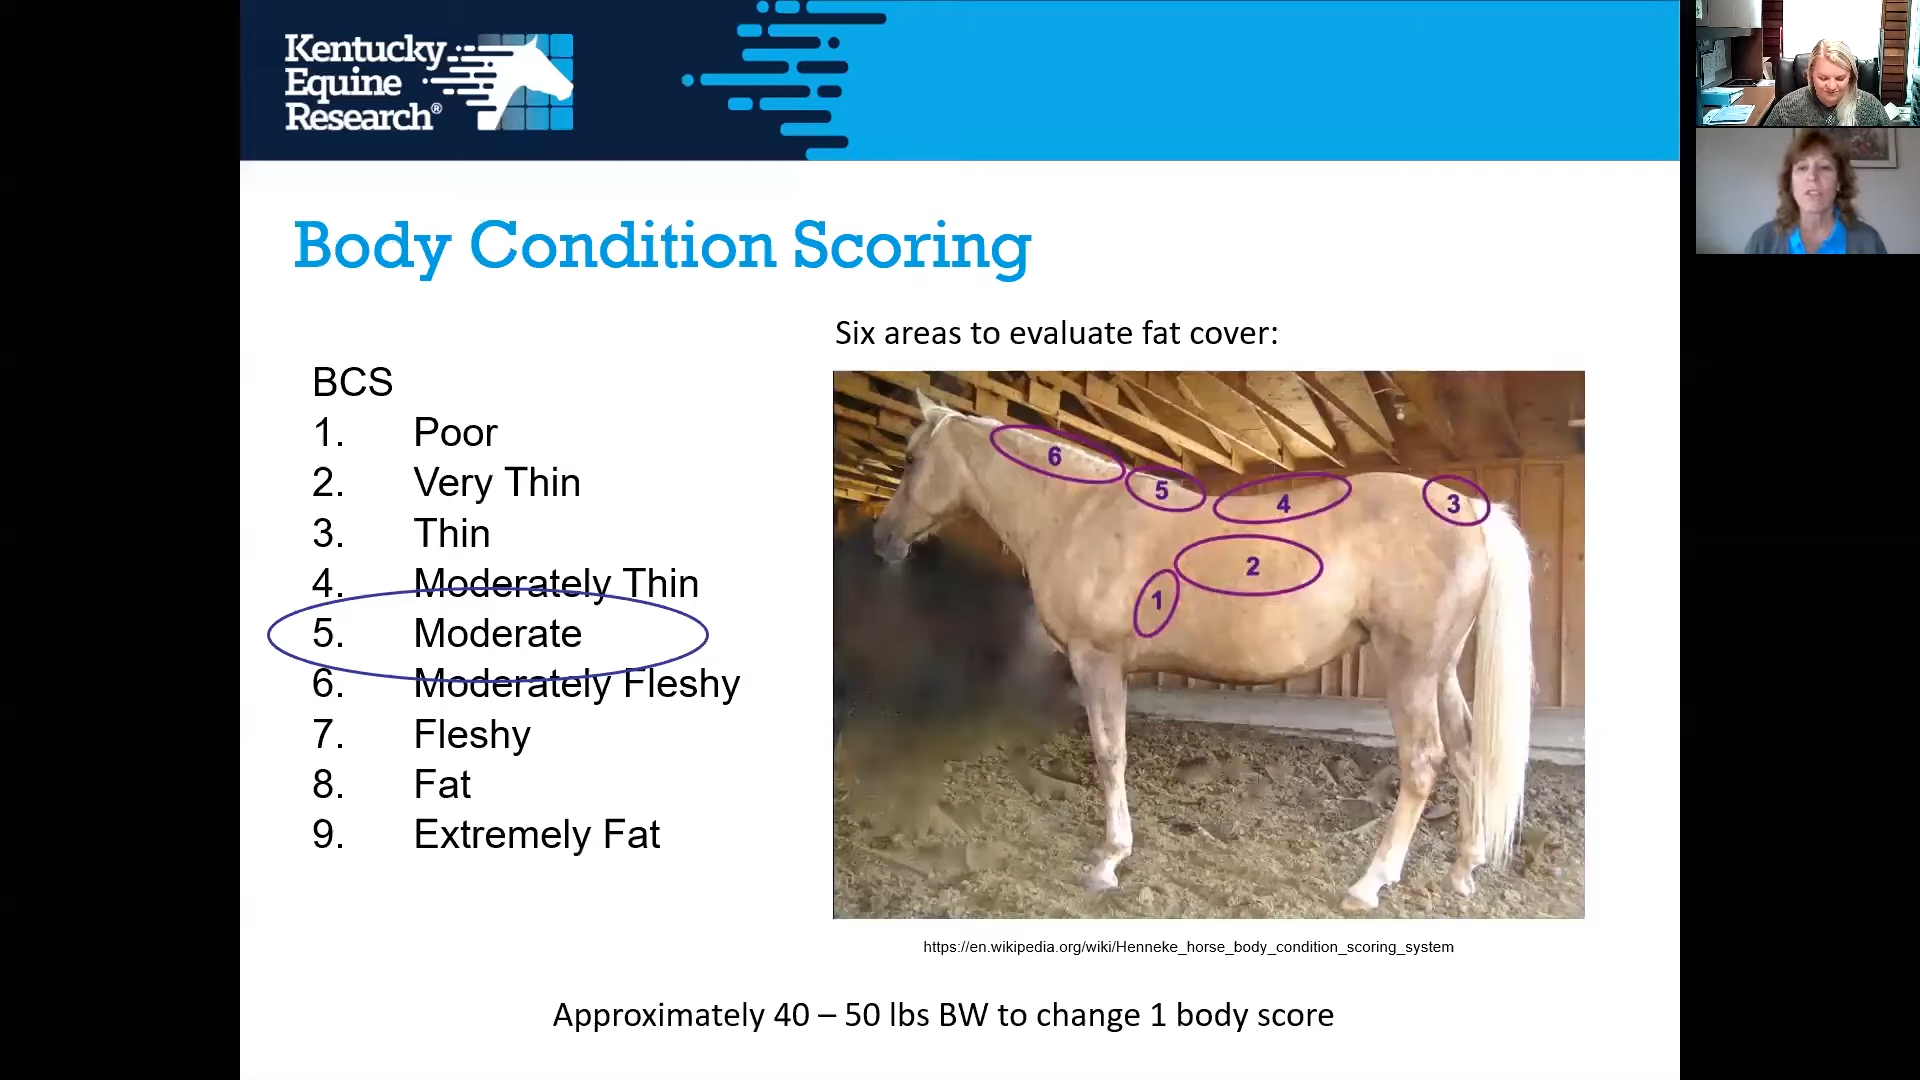 Kentucky
Equine
Research®
Body Condition Scoring
Six areas to evaluate fat cover:
BCS
1. Poor
2. Very Thin
3. Thin
4. Moderately Thin
5. Moderate
6. Moderately Fleshy
7. Fleshy
8. Fat
9. Extremely Fat
6
5
4
3
2
1
https://en.wikipedia.org/wiki/Henneke_horse_body_condition_scoring_system
Approximately 40 – 50 lbs BW to change 1 body score